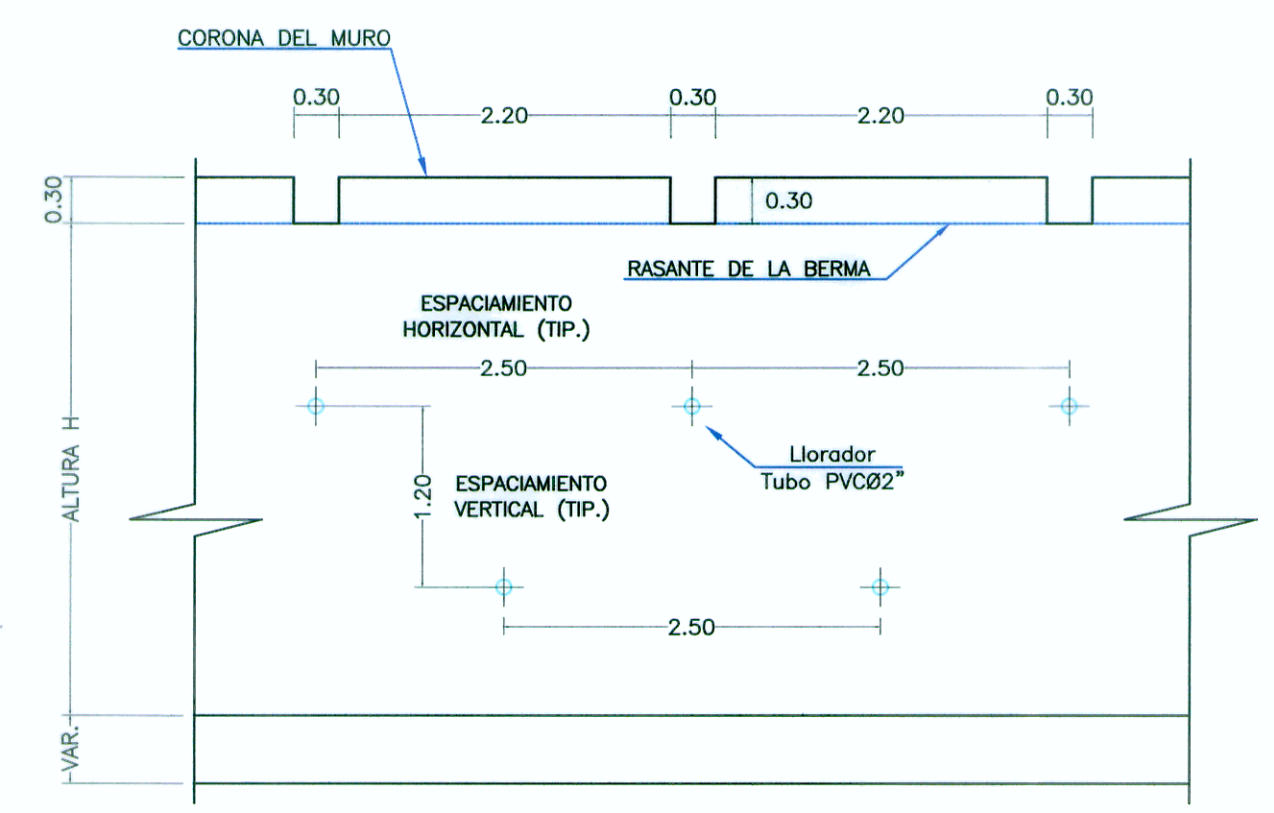 CORONA DEL MURO
0.30
0.30
0.30
2.20
2.20
0.30
0.30
RASANTE DE LA BERMA
ESPACIAMIENTO
HORIZONTAL (TIP.)
2.50
2.50
Llorador
Tubo PVCØ2"
ALTURA H
1.20
ESPACIAMIENTO
VERTICAL (TIP.)
2.50
VAR.